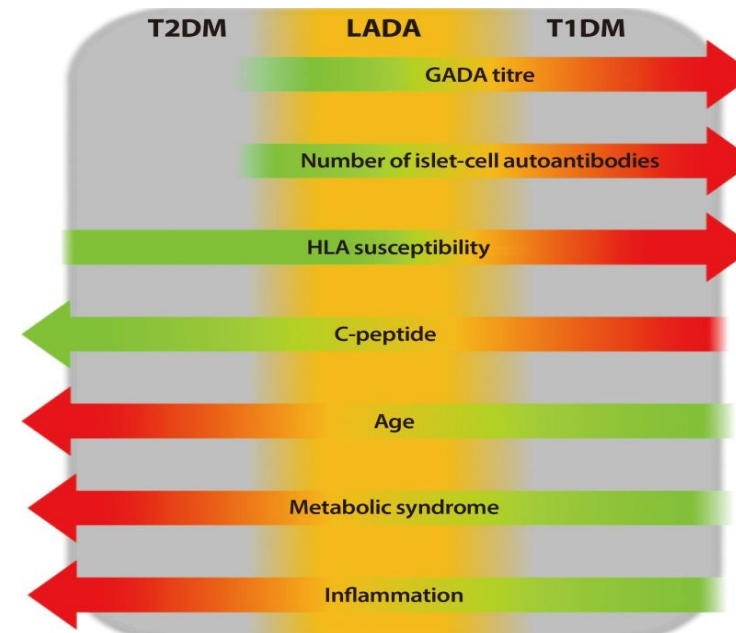 T2DM LADA T1DM
GADA titre
Number of islet-cell autoantibodies
HLA susceptibility
C-peptide
Age
Metabolic syndrome
Inflammation